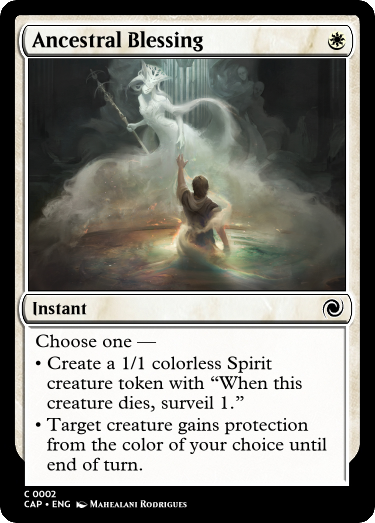 Ancestral Blessing
Instant
Choose one —
• Create a 1/1 colorless Spirit
creature token with “When this
creature dies, surveil 1.”
• Target creature gains protection
from the color of your choice until
end of turn.
C 0002
CAP • ENG Mahealani Rodrigues